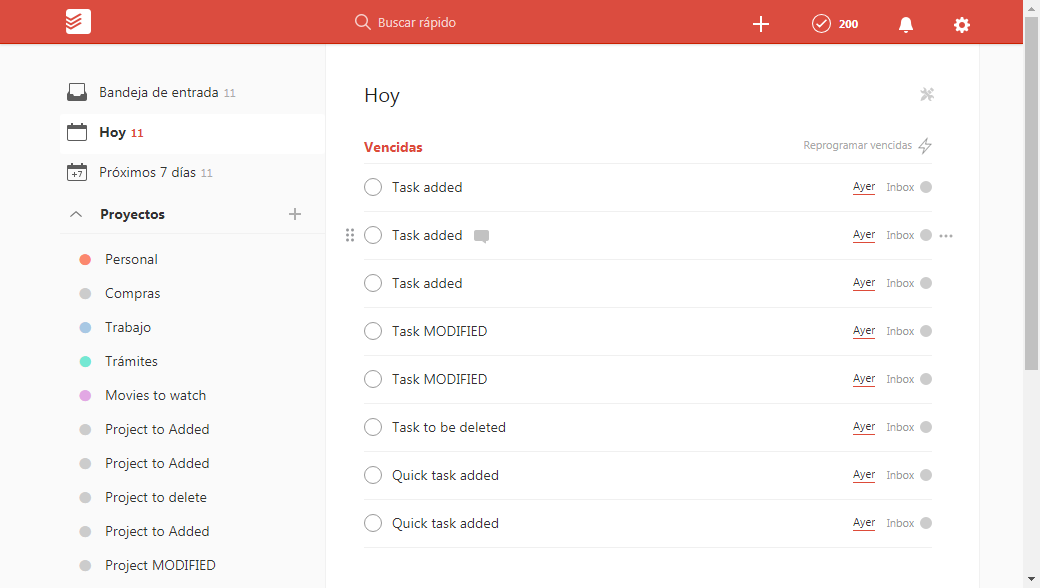 Buscar rápido
200
Bandeja de entrada 11
Hoy 11
+7 Próximos 7 días 11
Proyectos
Personal
Compras
Trabajo
Trámites
Movies to watch
Project to Added
Project to Added
Project to delete
Project to Added
Project MODIFIED
Hoy
Vencidas Reprogramar vencidas
Task added Ayer Inbox
Task added Ayer Inbox
Task added Ayer Inbox
Task MODIFIED Ayer Inbox
Task MODIFIED Ayer Inbox
Task to be deleted Ayer Inbox
Quick task added Ayer Inbox
Quick task added Ayer Inbox